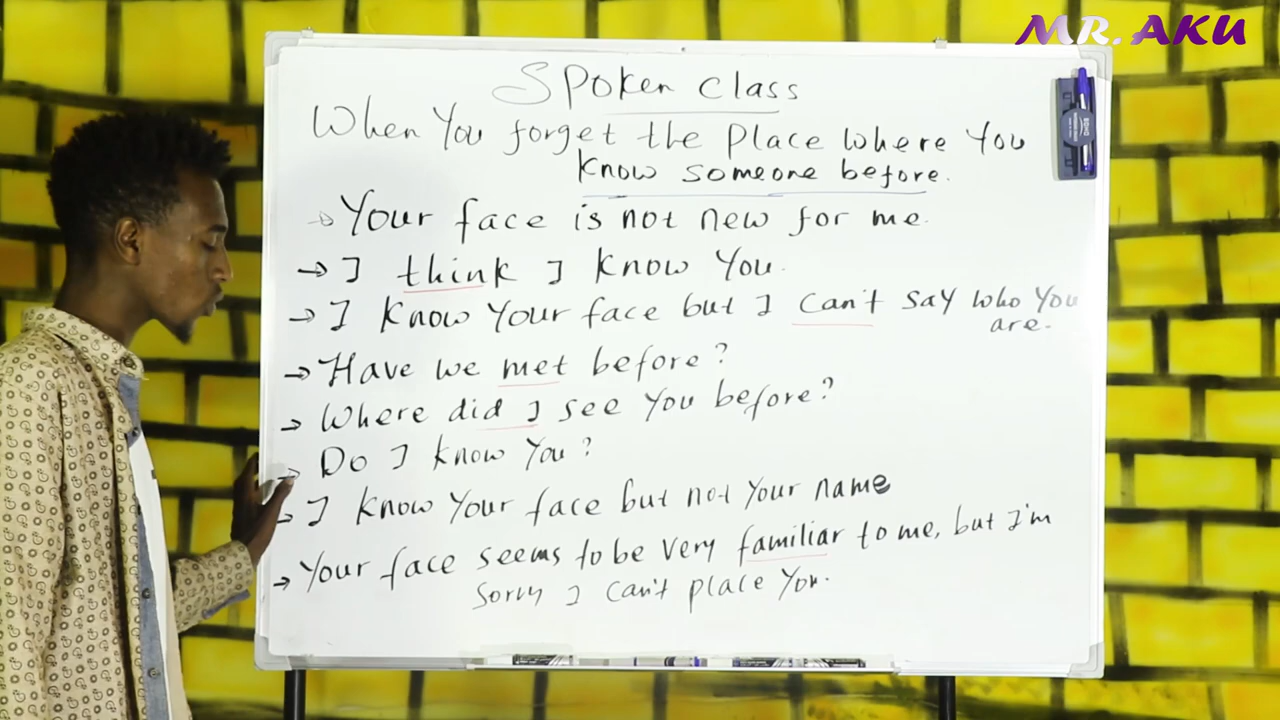 MR. AKU
Spoken class
When You forget the Place where You
know someone before.
→ Your face is not new for me.
→ I think I know You.
→ I know Your face but I can't say who You
are.
→ Have we met before?
→ Where did I see You before?
→ Do I know You?
→ I know Your face but not Your name
→ Your face seems to be very familiar to me, but I'm
Sorry I can't place You.